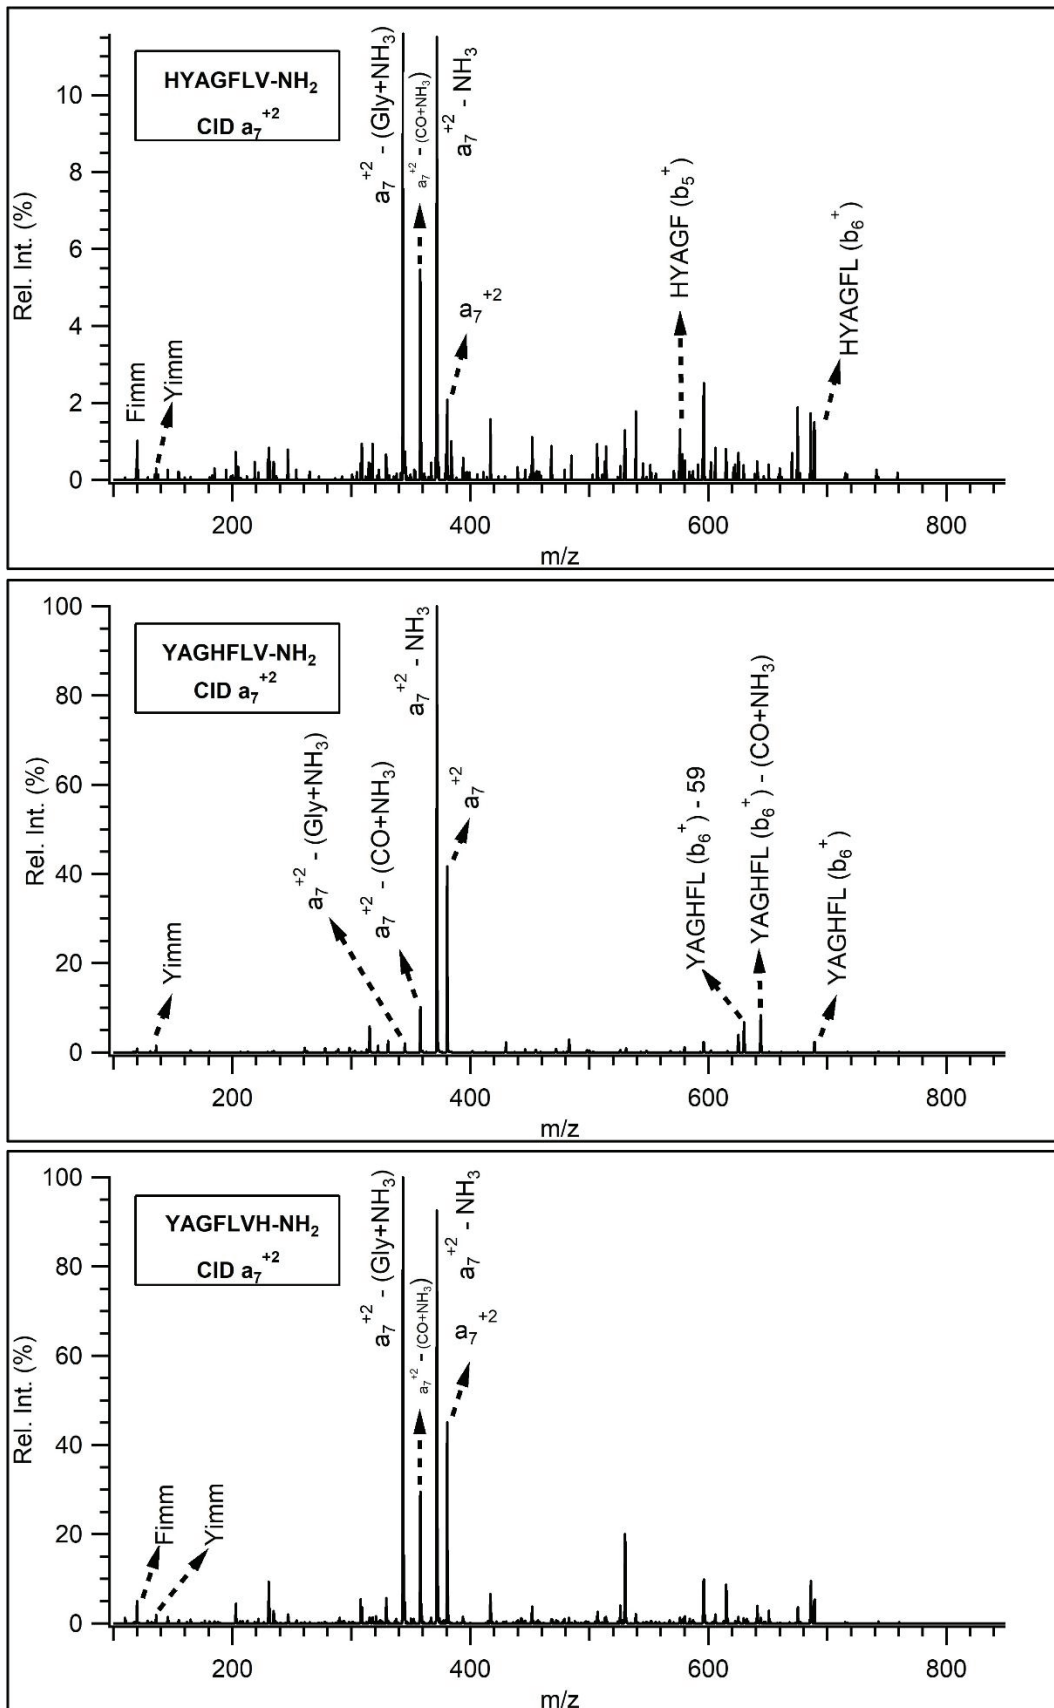 HYAGFLV-NH₂
CID a₇⁺²
Rel. Int. (%)
10
8
6
4
2
0
Fimm
Yimm
a₇⁺² - (Gly+NH₃)
a₇⁺² - (CO+NH₃)
a₇⁺² - NH₃
a₇⁺²
HYAGF (b₅⁺)
HYAGFL (b₆⁺)
200 400 600 800
m/z
YAGHFLV-NH₂
CID a₇⁺²
Rel. Int. (%)
100
80
60
40
20
0
Yimm
a₇⁺² - (Gly+NH₃)
a₇⁺² - (CO+NH₃)
a₇⁺² - NH₃
a₇⁺²
YAGHFL (b₆⁺) - 59
YAGHFL (b₆⁺) - (CO+NH₃)
YAGHFL (b₆⁺)
200 400 600 800
m/z
YAGFLVH-NH₂
CID a₇⁺²
Rel. Int. (%)
100
80
60
40
20
0
Fimm
Yimm
a₇⁺² - (Gly+NH₃)
a₇⁺² - (CO+NH₃)
a₇⁺² - NH₃
a₇⁺²
200 400 600 800
m/z